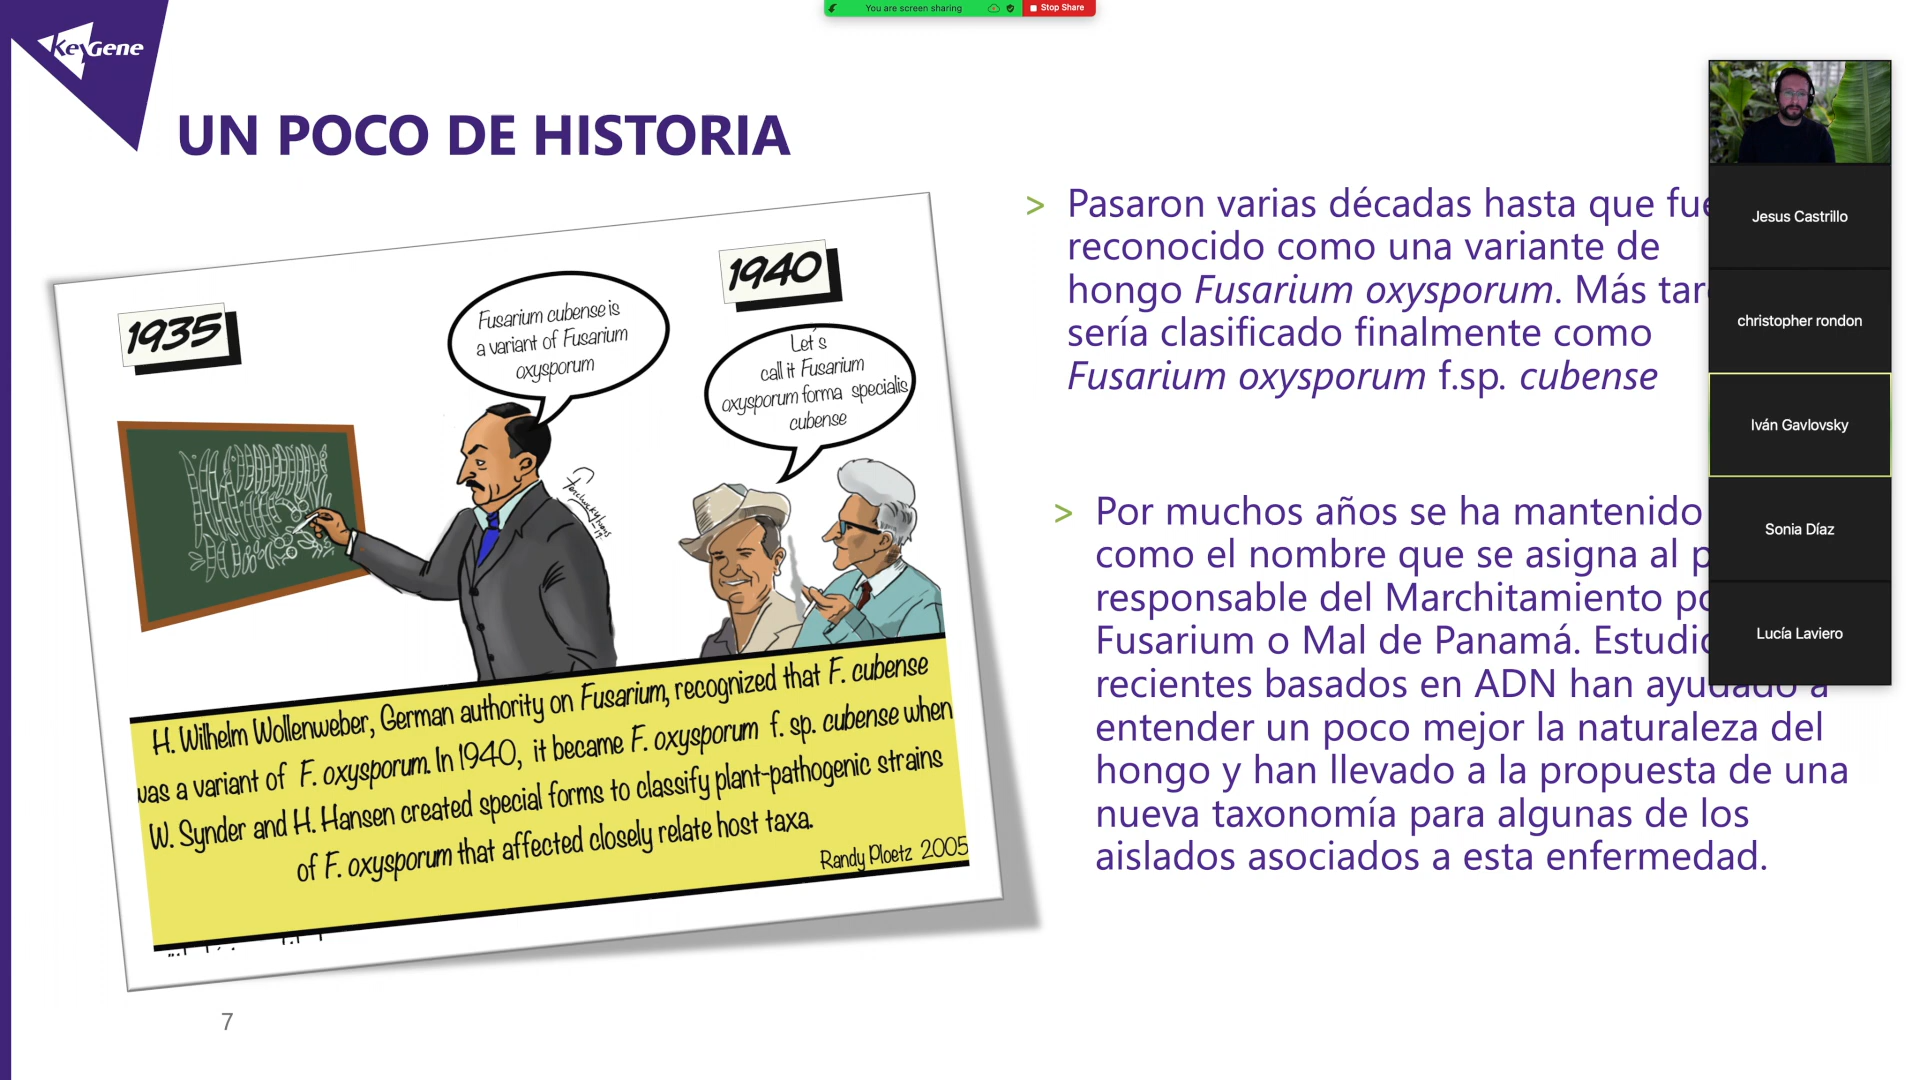 You are screen sharing
Stop Share
KeyGene
UN POCO DE HISTORIA
1935
Fusarium cubense is
a variant of Fusarium
oxysporum
1940
Let's
call it Fusarium
oxysporum forma specialis
cubense
H. Wilhelm Wollenweber, German authority on Fusarium, recognized that F. cubense
was a variant of F. oxysporum. In 1940, it became F. oxysporum f. sp. cubense when
W. Synder and H. Hansen created special forms to classify plant-pathogenic strains
of F. oxysporum that affected closely relate host taxa.
Randy Ploetz 2005
> Pasaron varias décadas hasta que fue
reconocido como una variante de
hongo Fusarium oxysporum. Más
sería clasificado finalmente como
Fusarium oxysporum f.sp. cubense
> Por muchos años se ha mantenido
como el nombre que se asigna al
responsable del Marchitamiento
Fusarium o Mal de Panamá.
recientes basados en ADN han ayudado a
entender un poco mejor la naturaleza del
hongo y han llevado a la propuesta de una
nueva taxonomía para algunas de los
aislados asociados a esta enfermedad.
Jesus Castrillo
christopher rondon
Iván Gavlovsky
Sonia Díaz
Lucía Laviero
7